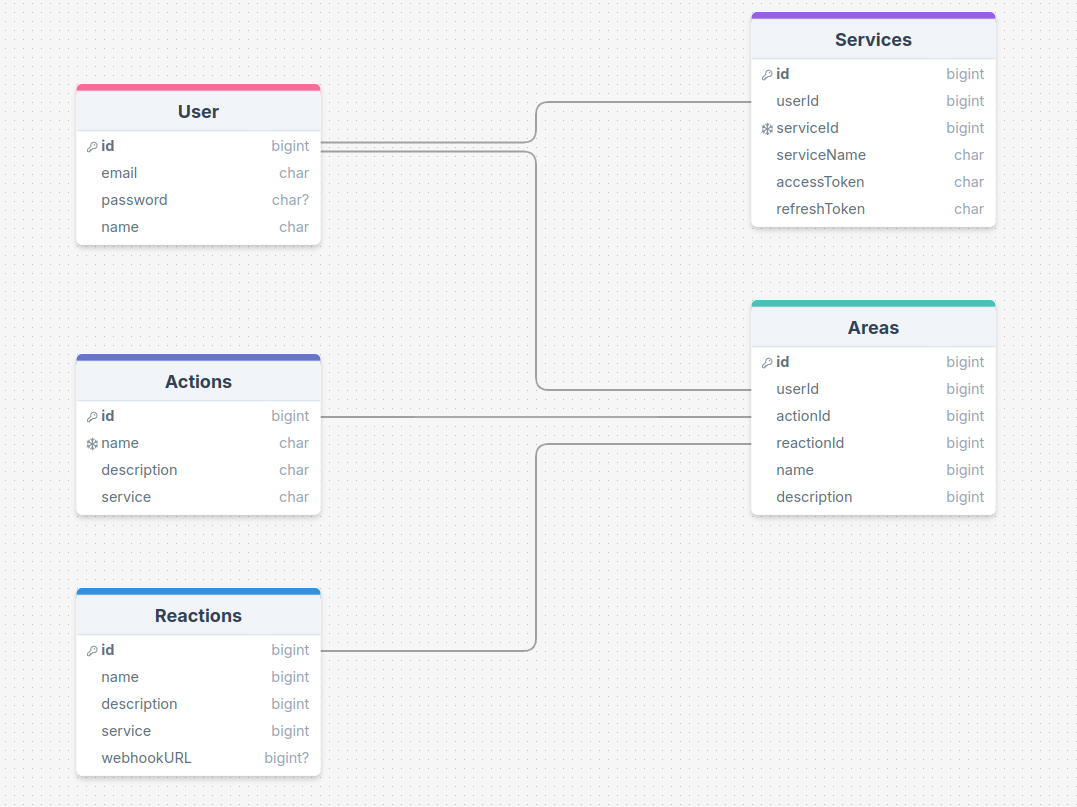 User
id bigint
email char
password char?
name char
Services
id bigint
userId bigint
serviceId bigint
serviceName char
accessToken char
refreshToken char
Actions
id bigint
name char
description char
service char
Areas
id bigint
userId bigint
actionId bigint
reactionId bigint
name bigint
description bigint
Reactions
id bigint
name bigint
description bigint
service bigint
webhookURL bigint?